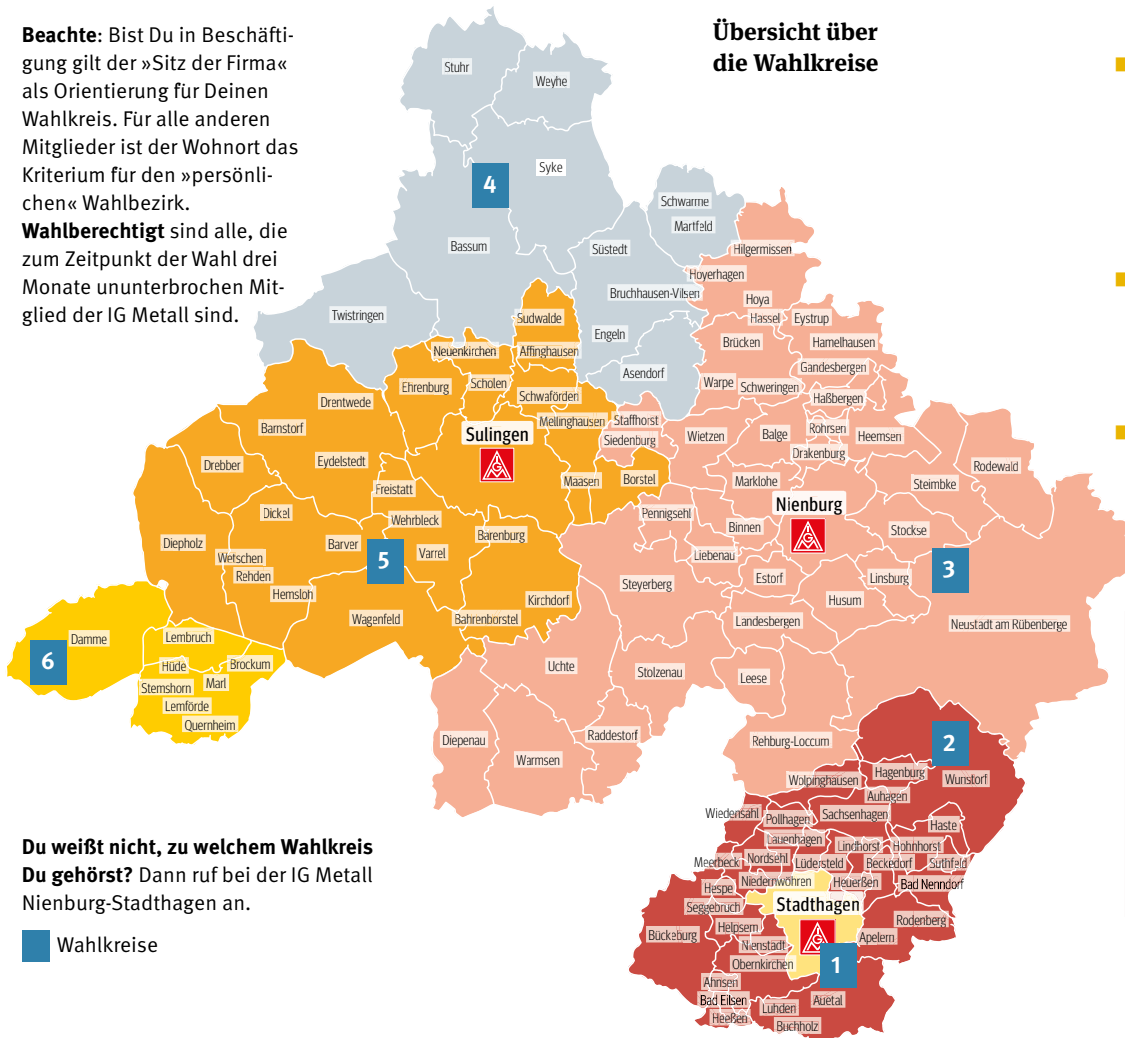 Beachte: Bist Du in Beschäfti-
gung gilt der »Sitz der Firma«
als Orientierung für Deinen
Wahlkreis. Für alle anderen
Mitglieder ist der Wohnort das
Kriterium für den »persönli-
chen« Wahlbezirk.
Wahlberechtigt sind alle, die
zum Zeitpunkt der Wahl drei
Monate ununterbrochen Mit-
glied der IG Metall sind.
Übersicht über
die Wahlkreise
Stuhr
Weyhe
Syke
4
Bassum
Schwarme
Martfeld
Süstedt
Bruchhausen-Vilsen
Twistringen
Engeln
Asendorf
Hilgermissen
Hoyerhagen
Hoya
Hassel
Eystrup
Brücken
Hamelhausen
Gandesbergen
Warpe
Schweringen
Haßbergen
Sudwalde
Neuenkirchen
Affinghausen
Ehrenburg
Scholen
Schwaförden
Drentwede
Mellinghausen
Staffhorst
Siedenburg
Barnstorf
Sulingen
IGM
Wietzen
Balge
Rohrsen
Heemsen
Drakenburg
Drebber
Eydelstedt
Maasen
Borstel
Marklohe
Steimbke
Rodewald
Freistatt
Nienburg
IGM
Dickel
Wehrbleck
Pennigsehl
Binnen
Stockse
Diepholz
Wetschen
Barver
5
Varrel
Barenburg
Liebenau
Rehden
Hemsloh
Steyerberg
Estorf
Linsburg
3
Husum
Wagenfeld
Kirchdorf
Bahrenborstel
Landesbergen
Neustadt am Rübenberge
Damme
6
Lembruch
Hüde
Brockum
Marl
Stemshorn
Lemförde
Quernheim
Uchte
Stolzenau
Leese
Diepenau
Warmsen
Raddestorf
Rehburg-Loccum
2
Wolpinghausen
Hagenburg
Wunstorf
Auhagen
Wiedensahl
Pollhagen
Sachsenhagen
Haste
Lauenhagen
Lindhorst
Hohnhorst
Meerbeck
Nordsehl
Lüdersfeld
Beckedorf
Suthfeld
Niedernwöhren
Heuerßen
Bad Nenndorf
Hespe
Seggebruch
Stadthagen
IGM
Rodenberg
Bückeburg
Helpsern
Apelern
Nienstädt
Obernkirchen
1
Ahnsen
Bad Eilsen
Auetal
Luhden
Heeßen
Buchholz
Du weißt nicht, zu welchem Wahlkreis
Du gehörst? Dann ruf bei der IG Metall
Nienburg-Stadthagen an.
Wahlkreise